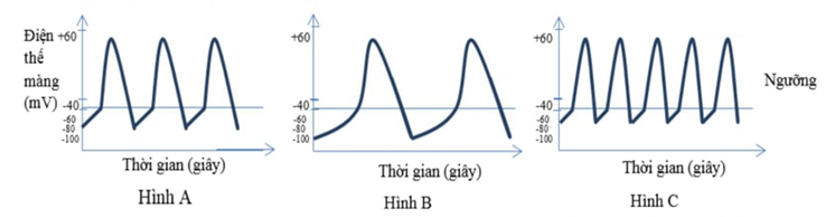 Điện
thế
màng
(mV)
+60
-40
-60
-80
-100
Thời gian (giây)
Hình A
+60
-40
-60
-80
-100
Thời gian (giây)
Hình B
+60
-40
-60
-80
-100
Thời gian (giây)
Hình C
Ngưỡng